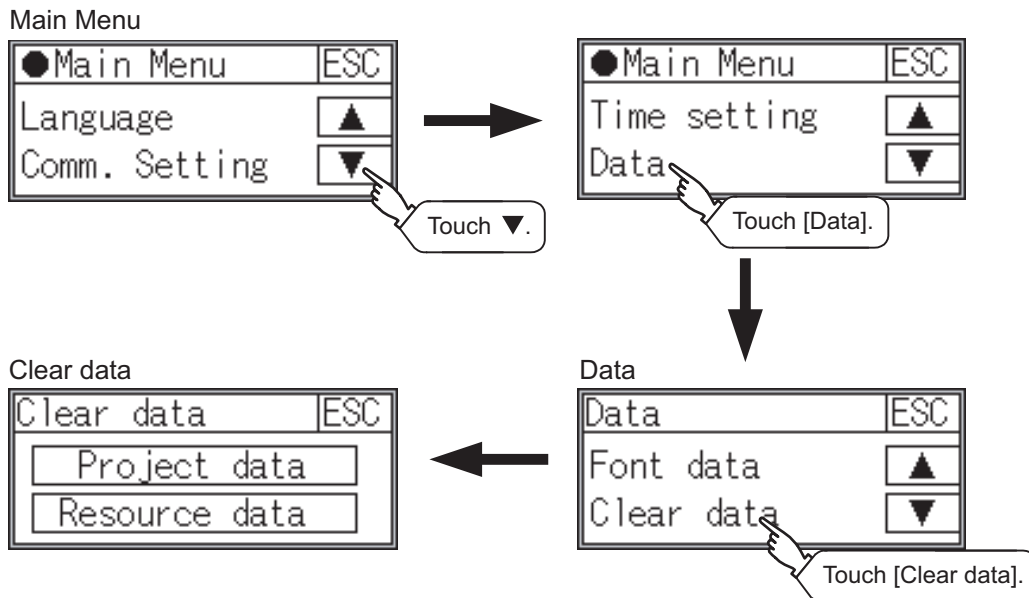 Main Menu
●Main Menu ESC
Language ▲
Comm. Setting ▼
Touch ▼.
●Main Menu ESC
Time setting ▲
Data ▼
Touch [Data].
Clear data
Clear data ESC
Project data
Resource data
Data
Data ESC
Font data ▲
Clear data ▼
Touch [Clear data].